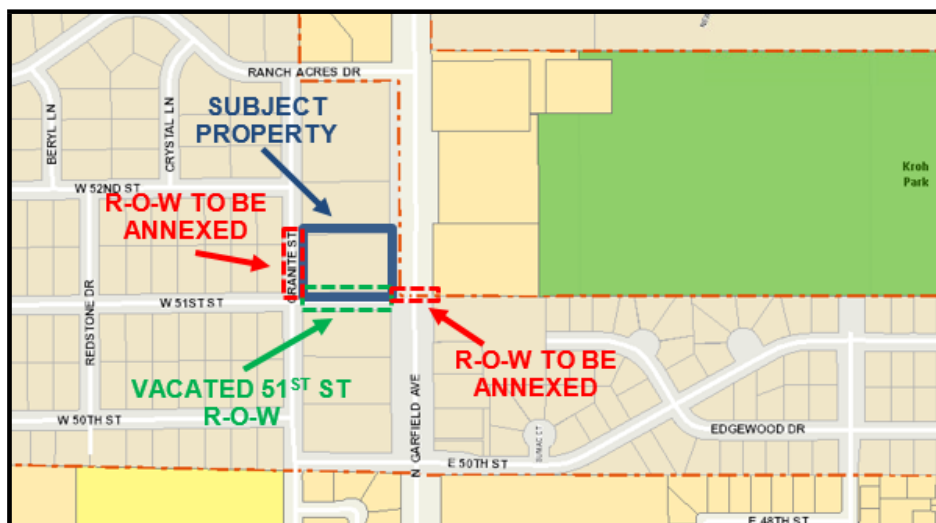 RANCH ACRES DR
SUBJECT
PROPERTY
BERYL LN
CRYSTAL LN
Kroh
Park
W 52ND ST
R-O-W TO BE
ANNEXED
GRANITE ST
W 51ST ST
REDSTONE DR
R-O-W TO BE
ANNEXED
VACATED 51ST ST
R-O-W
N GARFIELD AVE
W 50TH ST
SUMAC CT
EDGEWOOD DR
E 50TH ST
E 48TH ST